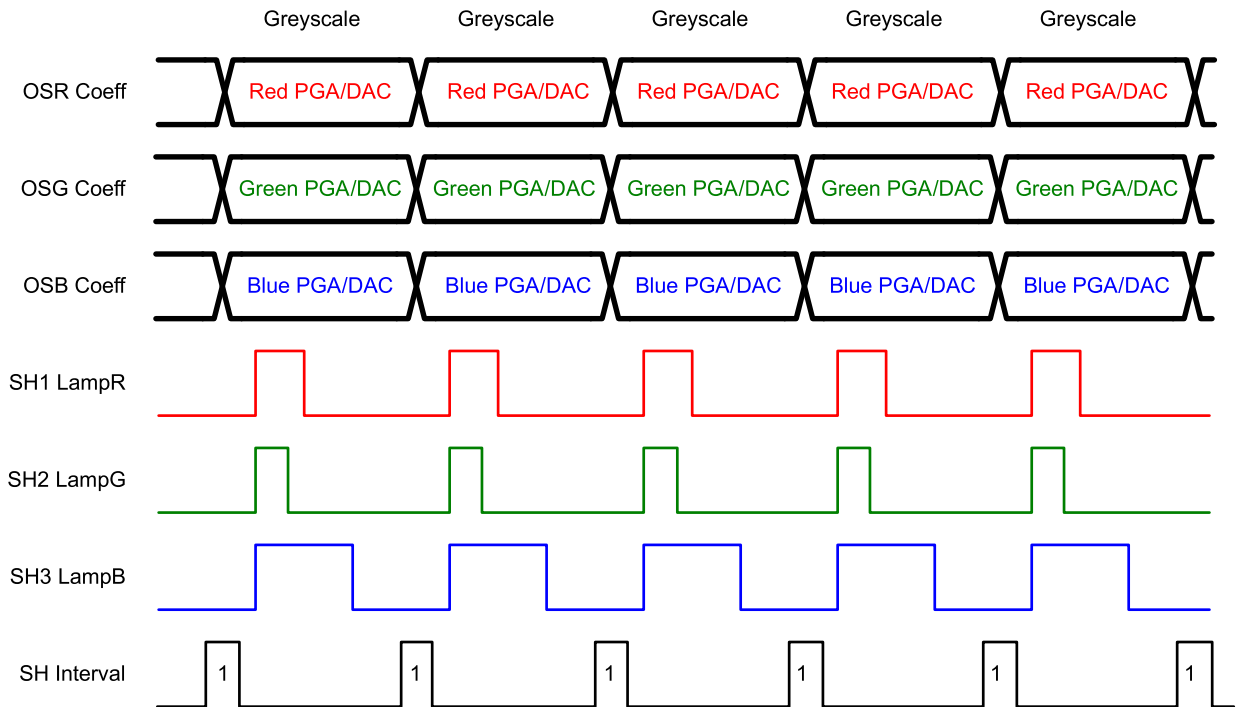 Greyscale Greyscale Greyscale Greyscale Greyscale
OSR Coeff Red PGA/DAC Red PGA/DAC Red PGA/DAC Red PGA/DAC Red PGA/DAC
OSG Coeff Green PGA/DAC Green PGA/DAC Green PGA/DAC Green PGA/DAC Green PGA/DAC
OSB Coeff Blue PGA/DAC Blue PGA/DAC Blue PGA/DAC Blue PGA/DAC Blue PGA/DAC
SH1 LampR
SH2 LampG
SH3 LampB
SH Interval 1 1 1 1 1 1